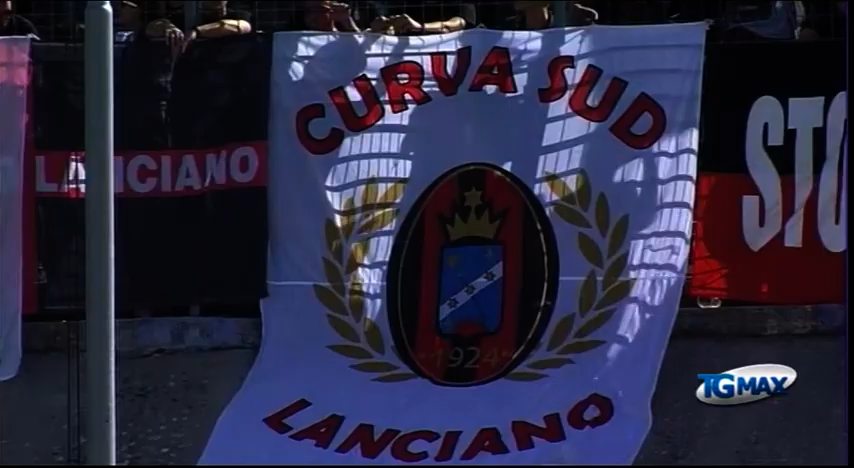 CURVA SUD
LANCIANO
STO
1924
TGMAX
LANCIANO